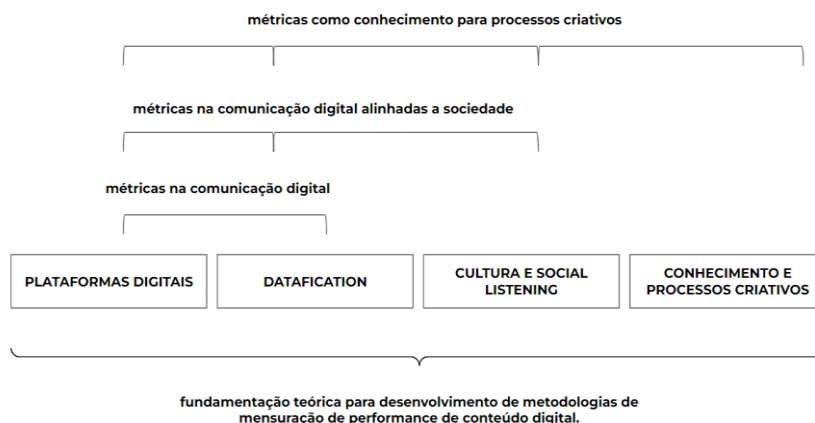 métricas como conhecimento para processos criativos
métricas na comunicação digital alinhadas a sociedade
métricas na comunicação digital
PLATAFORMAS DIGITAIS
DATAFICATION
CULTURA E SOCIAL
LISTENING
CONHECIMENTO E
PROCESSOS CRIATIVOS
fundamentação teórica para desenvolvimento de metodologias de
mensuração de performance de conteúdo digital.